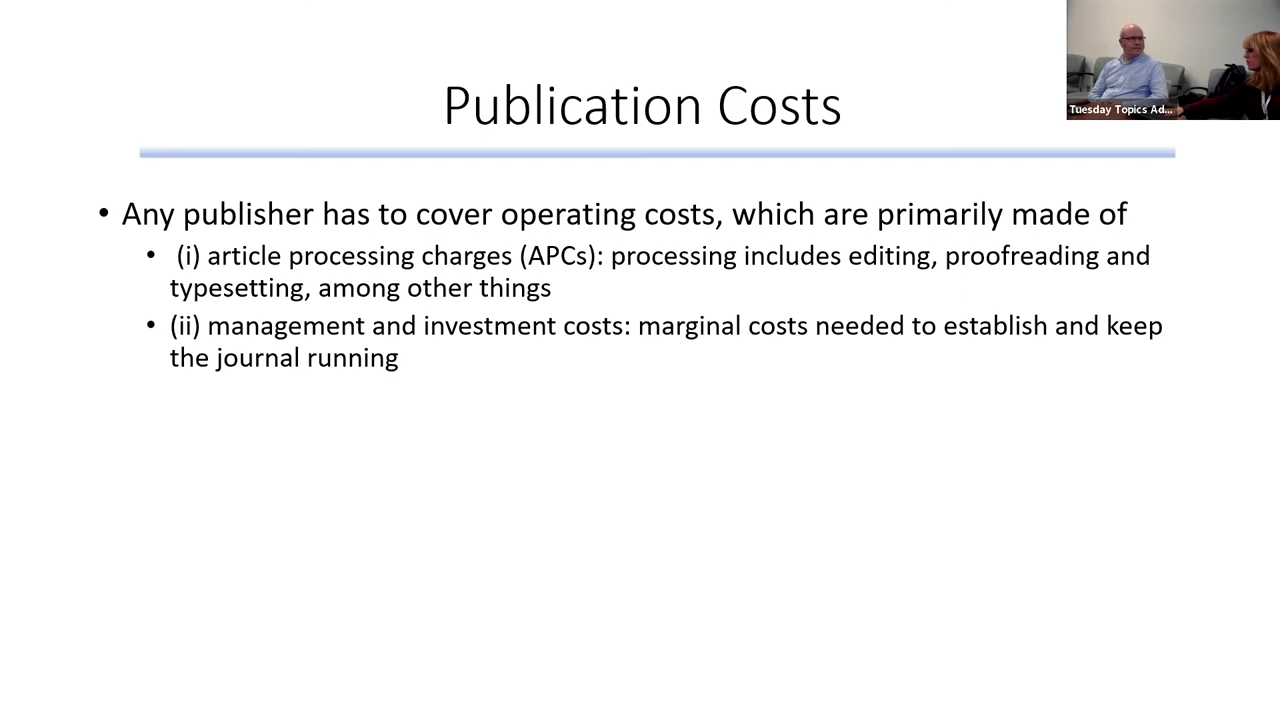 Publication Costs
Tuesday Topics Ad...
• Any publisher has to cover operating costs, which are primarily made of
• (i) article processing charges (APCs): processing includes editing, proofreading and
typesetting, among other things
• (ii) management and investment costs: marginal costs needed to establish and keep
the journal running